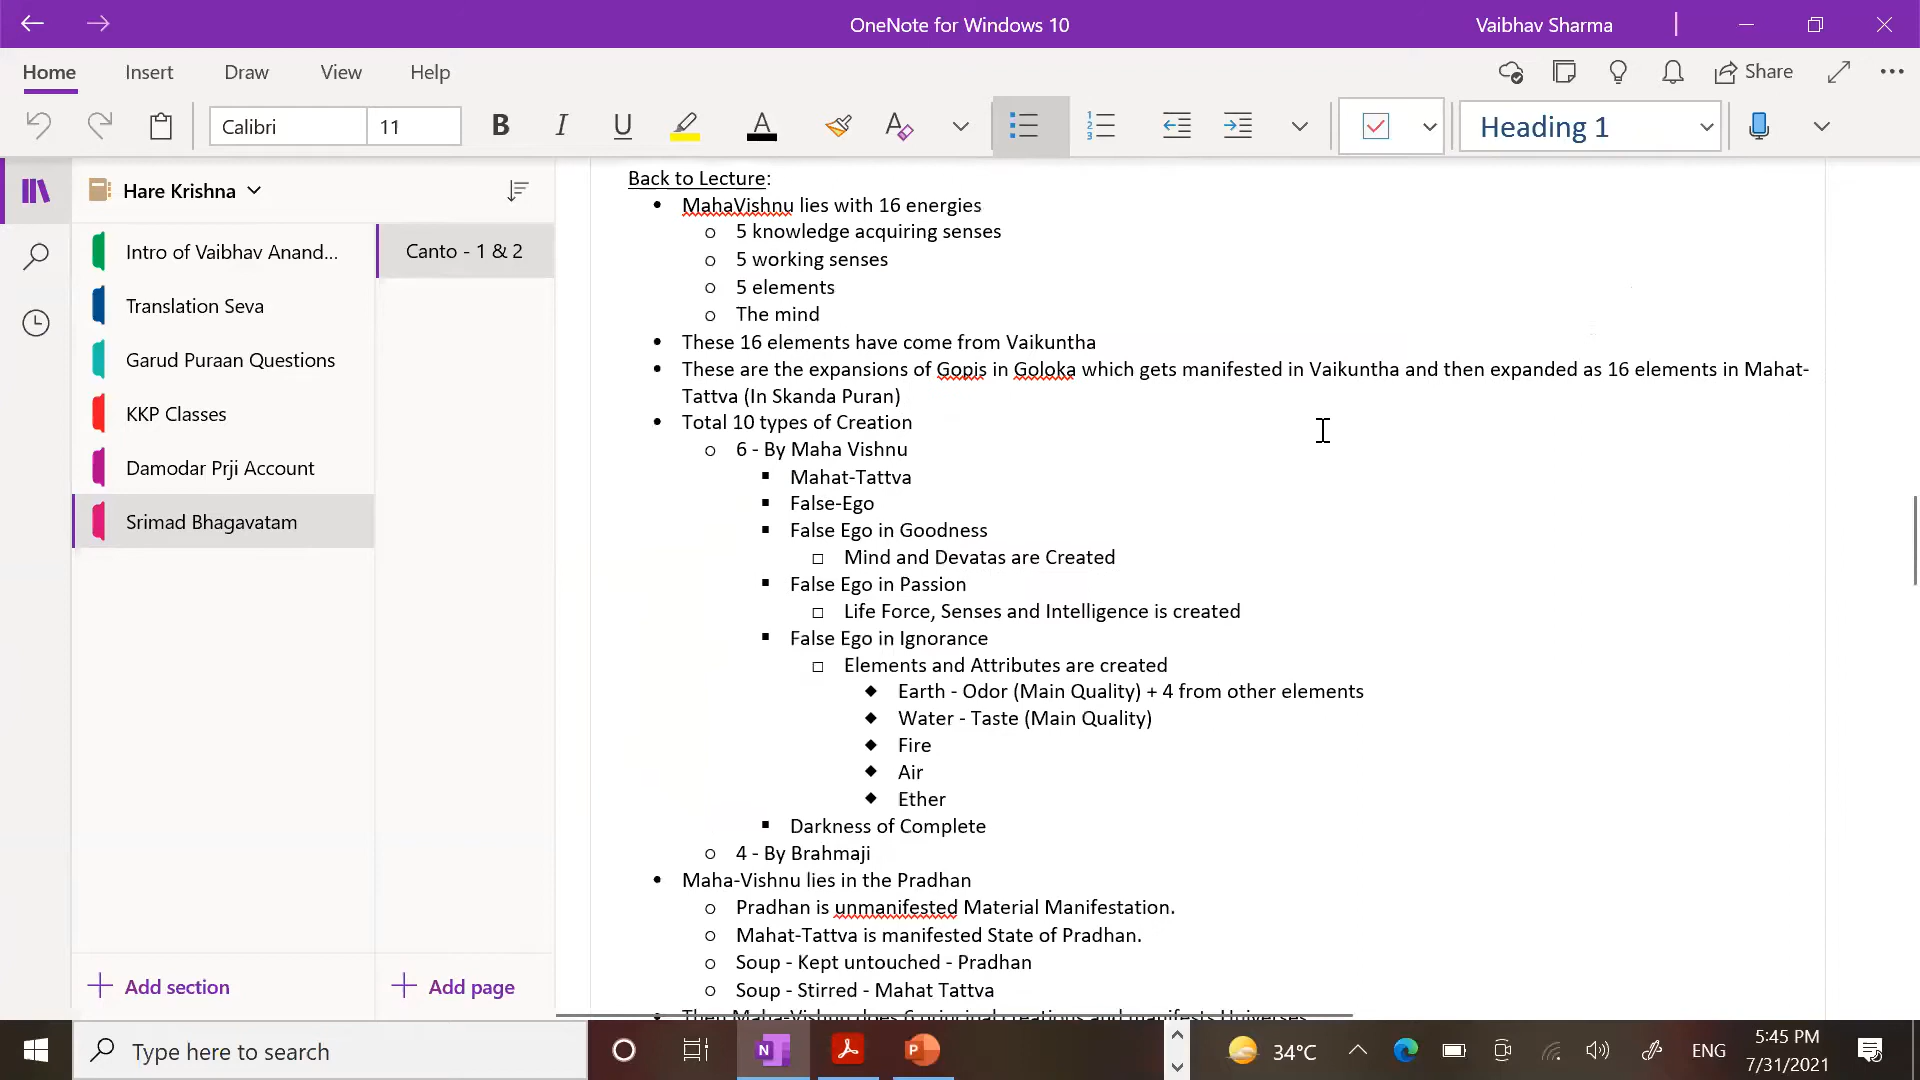 OneNote for Windows 10
Vaibhav Sharma
Home Insert Draw View Help
Share
Calibri 11 B I U A Heading 1
Hare Krishna
Intro of Vaibhav Anand...
Translation Seva
Garud Puraan Questions
KKP Classes
Damodar Prji Account
Srimad Bhagavatam
Add section
Canto - 1 & 2
Add page
Back to Lecture:
• MahaVishnu lies with 16 energies
o 5 knowledge acquiring senses
o 5 working senses
o 5 elements
o The mind
• These 16 elements have come from Vaikuntha
• These are the expansions of Gopis in Goloka which gets manifested in Vaikuntha and then expanded as 16 elements in Mahat-
Tattva (In Skanda Puran)
• Total 10 types of Creation
o 6 - By Maha Vishnu
▪ Mahat-Tattva
▪ False-Ego
▪ False Ego in Goodness
□ Mind and Devatas are Created
▪ False Ego in Passion
□ Life Force, Senses and Intelligence is created
▪ False Ego in Ignorance
□ Elements and Attributes are created
◆ Earth - Odor (Main Quality) + 4 from other elements
◆ Water - Taste (Main Quality)
◆ Fire
◆ Air
◆ Ether
▪ Darkness of Complete
o 4 - By Brahmaji
• Maha-Vishnu lies in the Pradhan
o Pradhan is unmanifested Material Manifestation.
o Mahat-Tattva is manifested State of Pradhan.
o Soup - Kept untouched - Pradhan
o Soup - Stirred - Mahat Tattva
• Then Maha-Vishnu does 6 principal creations and manifests Universes
Type here to search
34°C
ENG
5:45 PM
7/31/2021